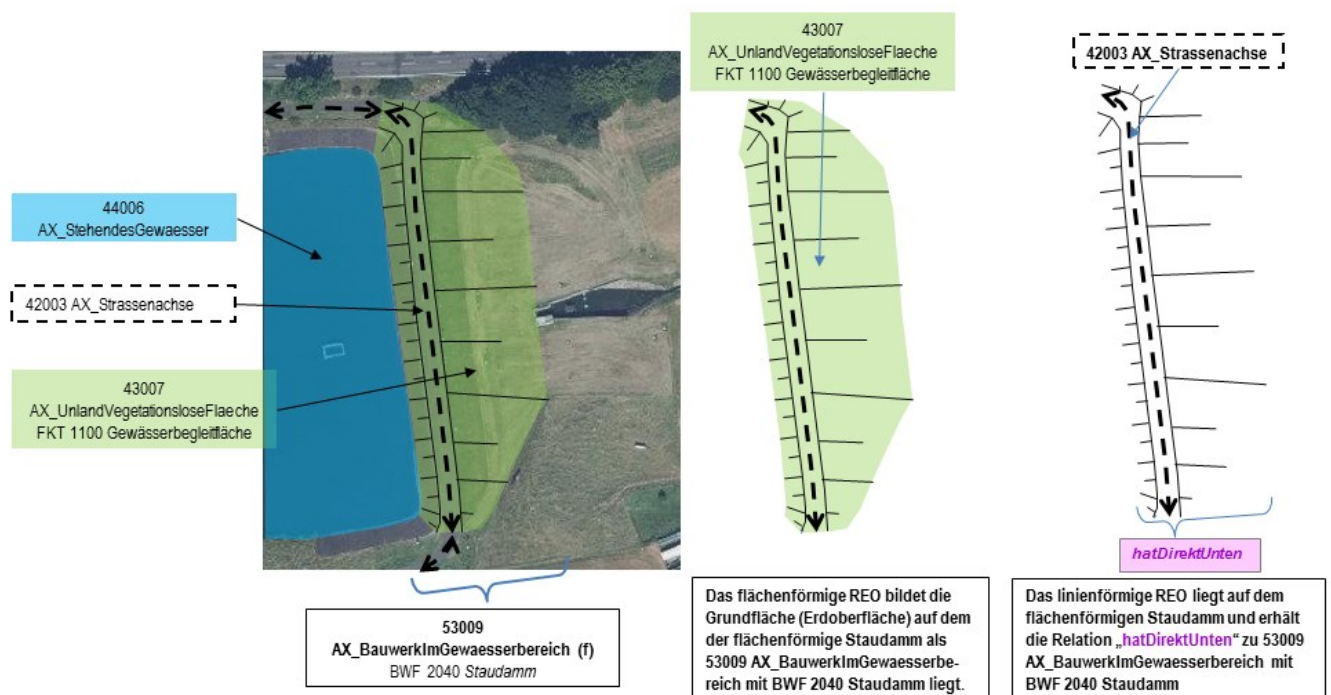 43007
AX_UnlandVegetationsloseFlaeche
FKT 1100 Gewässerbegleitfläche
42003 AX_Strassenachse
44006
AX_StehendesGewaesser
42003 AX_Strassenachse
43007
AX_UnlandVegetationsloseFlaeche
FKT 1100 Gewässerbegleitfläche
53009
AX_BauwerkImGewaesserbereich (f)
BWF 2040 Staudamm
Das flächenförmige REO bildet die
Grundfläche (Erdoberfläche) auf dem
der flächenförmige Staudamm als
53009 AX_BauwerkImGewaesserbe-
reich mit BWF 2040 Staudamm liegt.
hatDirektUnten
Das linienförmige REO liegt auf dem
flächenförmigen Staudamm und erhält
die Relation „hatDirektUnten“ zu 53009
AX_BauwerkImGewaesserbereich mit
BWF 2040 Staudamm